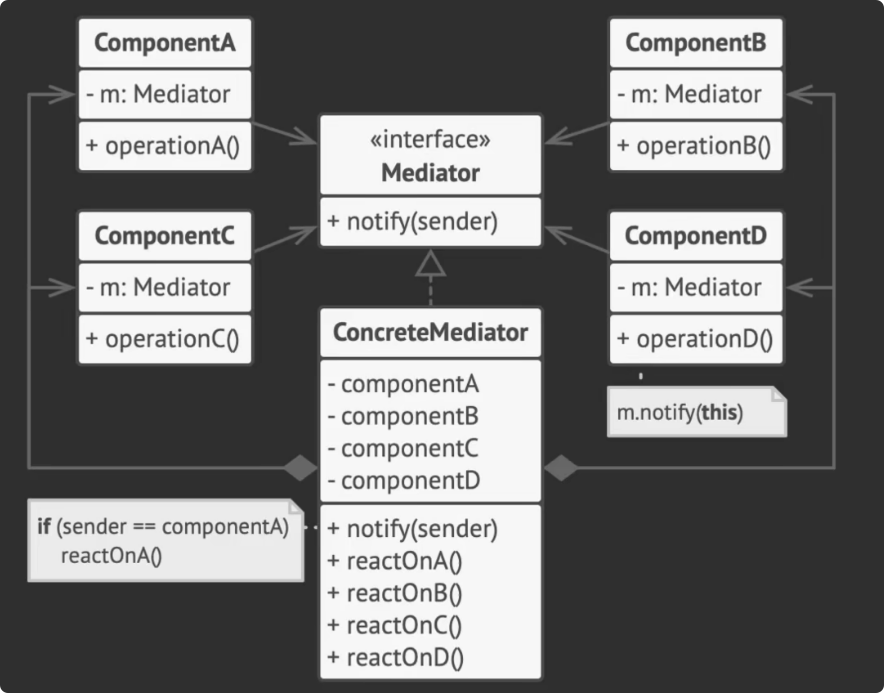 ComponentA
- m: Mediator
+ operationA()
ComponentB
- m: Mediator
+ operationB()
«interface»
Mediator
+ notify(sender)
ComponentC
- m: Mediator
+ operationC()
ComponentD
- m: Mediator
+ operationD()
m.notify(this)
ConcreteMediator
- componentA
- componentB
- componentC
- componentD
+ notify(sender)
+ reactOnA()
+ reactOnB()
+ reactOnC()
+ reactOnD()
if (sender == componentA)
reactOnA()